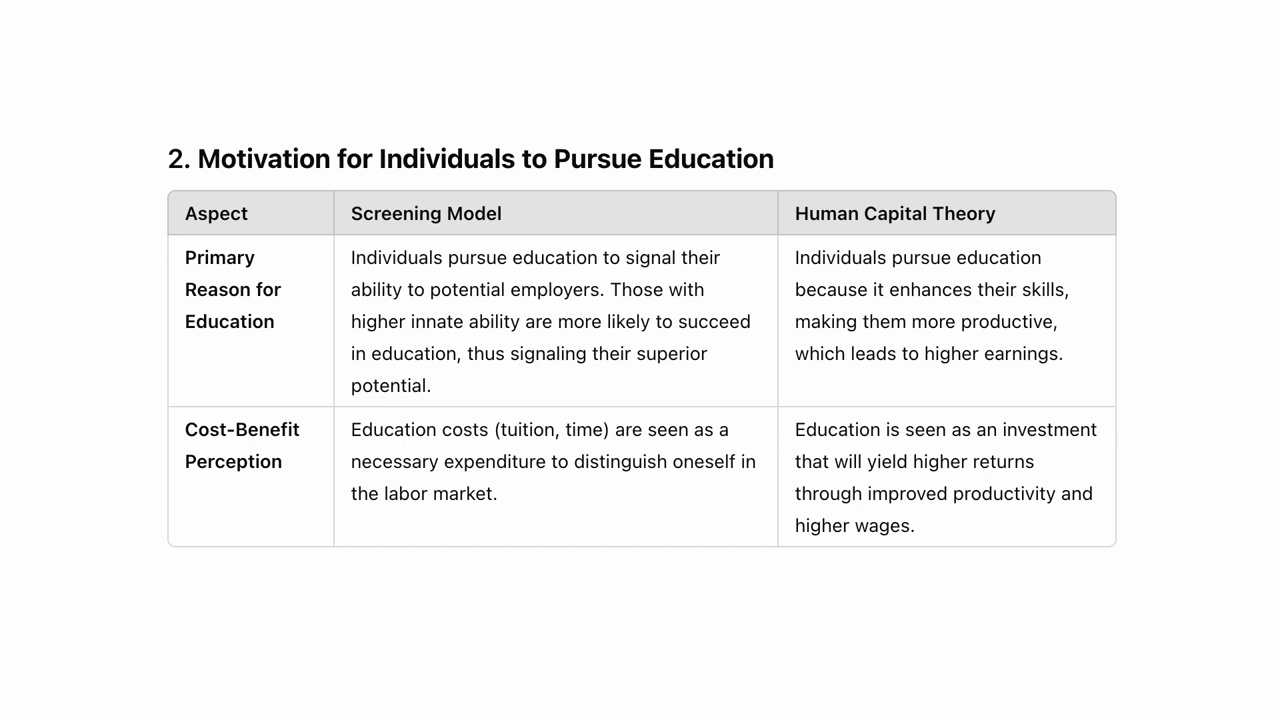 2. Motivation for Individuals to Pursue Education
Aspect
Screening Model
Human Capital Theory
Primary
Reason for
Education
Individuals pursue education to signal their
ability to potential employers. Those with
higher innate ability are more likely to succeed
in education, thus signaling their superior
potential.
Individuals pursue education
because it enhances their skills,
making them more productive,
which leads to higher earnings.
Cost-Benefit
Perception
Education costs (tuition, time) are seen as a
necessary expenditure to distinguish oneself in
the labor market.
Education is seen as an investment
that will yield higher returns
through improved productivity and
higher wages.